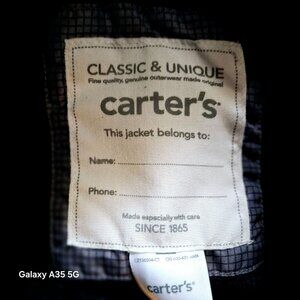 CLASSIC & UNIQUE
Fine quality, genuine outerwear made original
carter's®
This jacket belongs to:
Name:
Phone:
Made especially with care
SINCE 1865
carter's®
Galaxy A35 5G